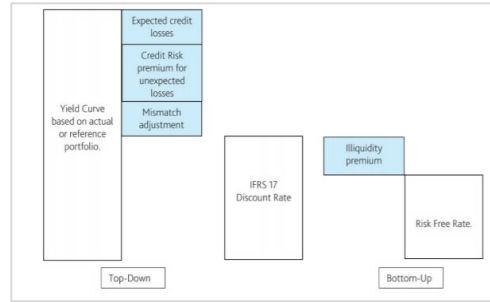 Expected credit
losses
Credit Risk
premium for
unexpected
losses
Mismatch
adjustment
Yield Curve
based on actual
or reference
portfolio.
IFRS 17
Discount Rate
Illiquidity
premium
Risk Free Rate.
Top-Down
Bottom-Up